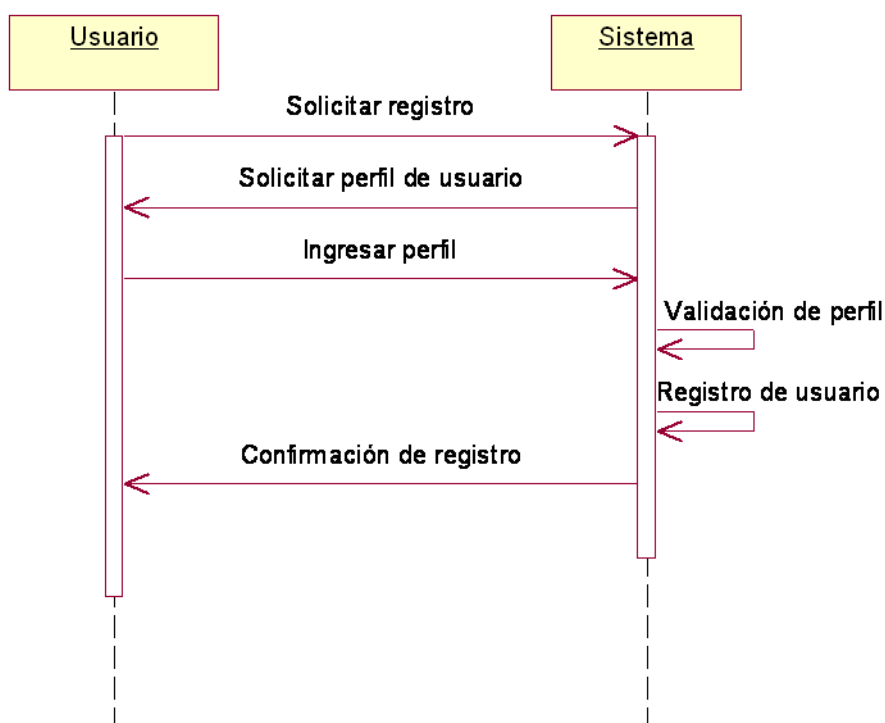 Usuario
Sistema
Solicitar registro
Solicitar perfil de usuario
Ingresar perfil
Validación de perfil
Registro de usuario
Confirmación de registro